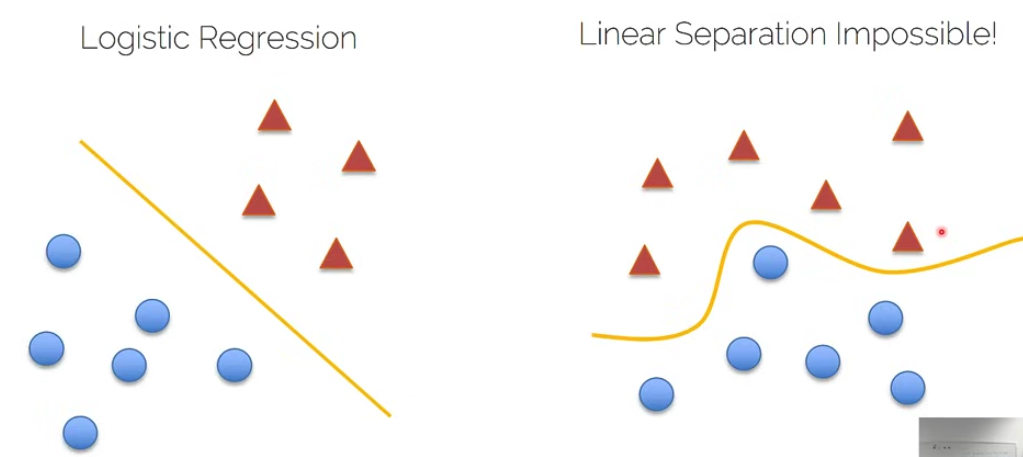 Logistic Regression
Linear Separation Impossible!